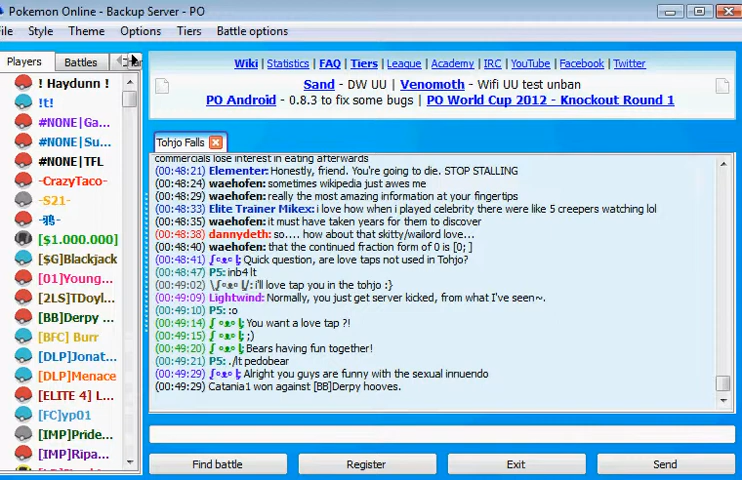 Pokemon Online - Backup Server - PO
File Style Theme Options Tiers Battle options
Players Battles
Wiki | Statistics | FAQ | Tiers | League | Academy | IRC | YouTube | Facebook | Twitter
Sand - DW UU | Venomoth - Wifi UU test unban
PO Android - 0.8.3 to fix some bugs | PO World Cup 2012 - Knockout Round 1
! Haydunn !
!t!
#NONE|Ga...
#NONE|Su...
#NONE|TFL
-CrazyTaco-
-S21-
[$1.000.000]
[$G]Blackjack
[01]Young...
[2LS]TDoyl...
[BB]Derpy ...
[BFC] Burr
[DLP]Jonat...
[DLP]Menace
[ELITE 4] L...
[FC]yp01
[IMP]Pride...
[IMP]Ripa...
Tohjo Falls
commercials lose interest in eating afterwards
(00:48:21) Elementer: Honestly, friend. You're going to die. STOP STALLING
(00:48:24) waehofen: sometimes wikipedia just awes me
(00:48:29) waehofen: really the most amazing information at your fingertips
(00:48:33) Elite Trainer Mikex: i love how when i played celebrity there were like 5 creepers watching lol
(00:48:35) waehofen: it must have taken years for them to discover
(00:48:38) dannydeth: so.... how about that skitty/wailord love...
(00:48:40) waehofen: that the continued fraction form of 0 is [0; ]
(00:48:41) ʃ ๏ᴥ๏ ʅ: Quick question, are love taps not used in Tohjo?
(00:48:47) P5: inb4 lt
(00:49:02) \ʃ ๏ᴥ๏ ʅ/: i'll love tap you in the tohjo :}
(00:49:09) Lightwind: Normally, you just get server kicked, from what I've seen~.
(00:49:10) P5: :o
(00:49:14) ʃ ๏ᴥ๏ ʅ: You want a love tap ?!
(00:49:15) ʃ ๏ᴥ๏ ʅ: ;)
(00:49:20) ʃ ๏ᴥ๏ ʅ: Bears having fun together!
(00:49:21) P5: ./lt pedobear
(00:49:29) ʃ ๏ᴥ๏ ʅ: Alright you guys are funny with the sexual innuendo
(00:49:29) Catania1 won against [BB]Derpy hooves.
Find battle Register Exit Send